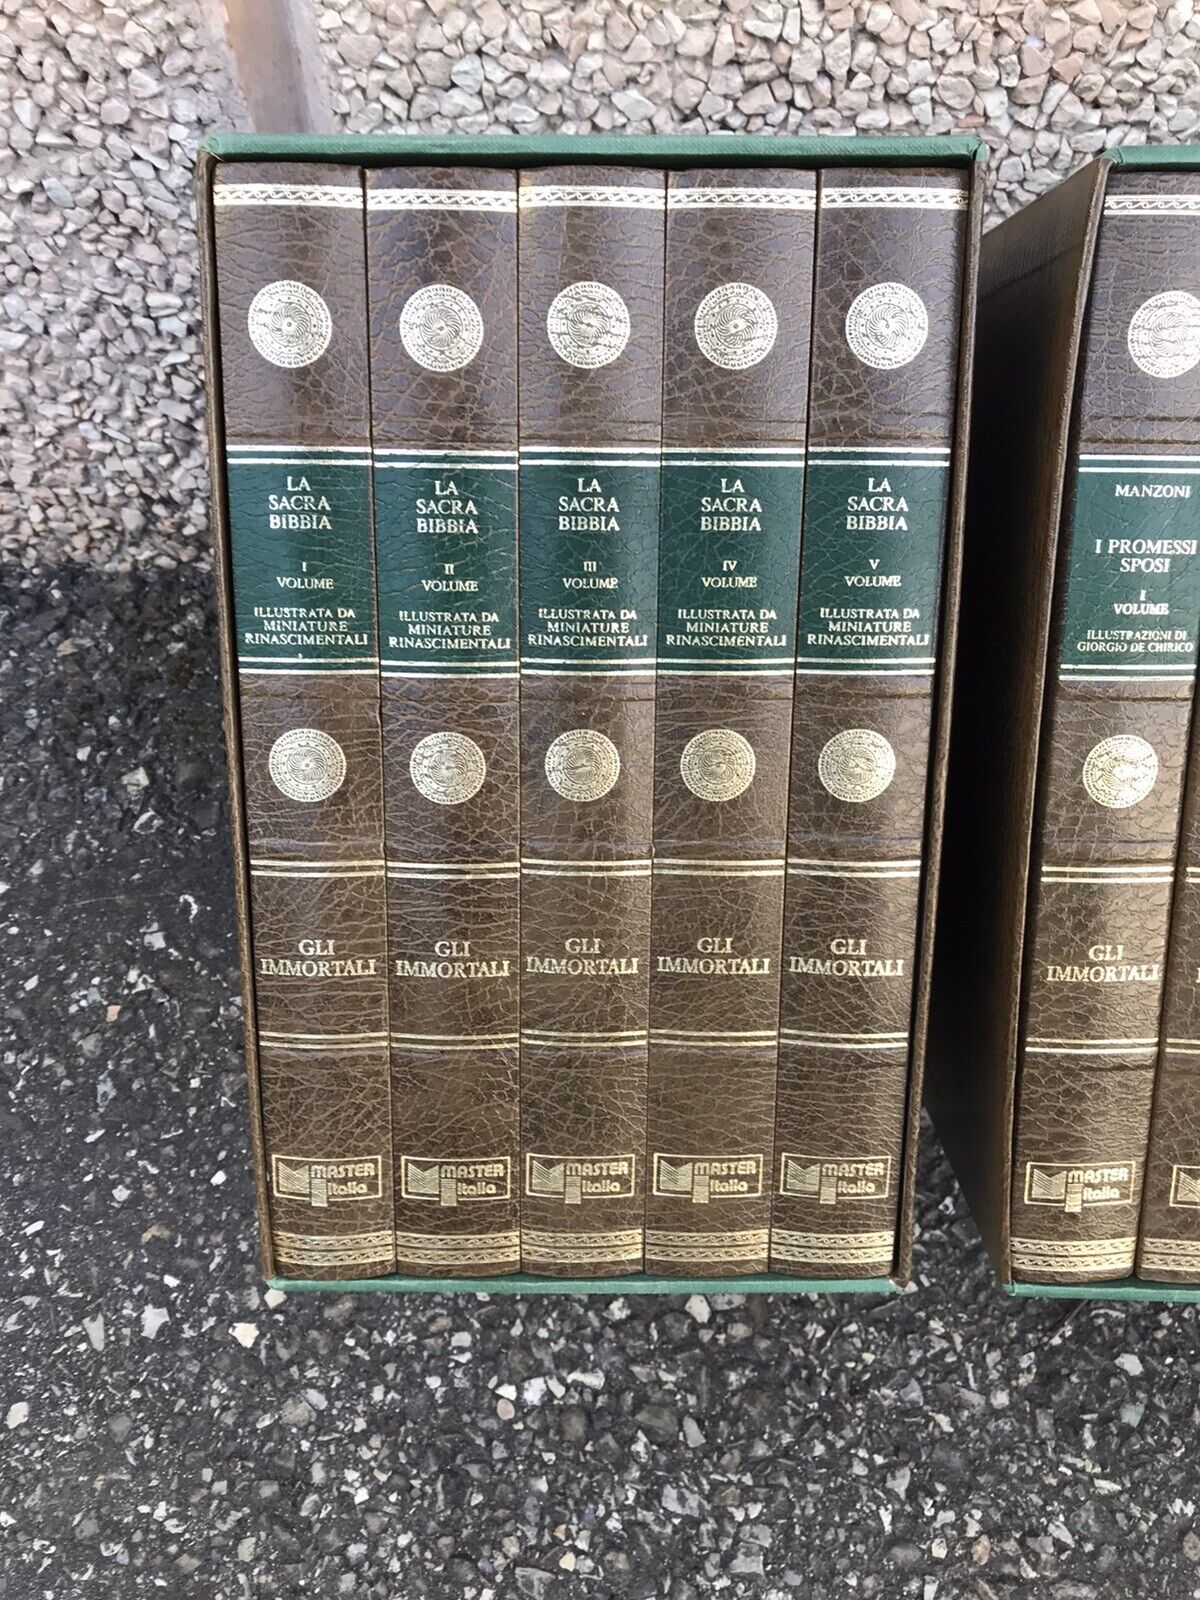 LA
SACRA
BIBBIA
I
VOLUME
ILLUSTRATA DA
MINIATURE
RINASCIMENTALI
GLI
IMMORTALI
MASTER
italia
LA
SACRA
BIBBIA
II
VOLUME
ILLUSTRATA DA
MINIATURE
RINASCIMENTALI
GLI
IMMORTALI
MASTER
italia
LA
SACRA
BIBBIA
III
VOLUME
ILLUSTRATA DA
MINIATURE
RINASCIMENTALI
GLI
IMMORTALI
MASTER
italia
LA
SACRA
BIBBIA
IV
VOLUME
ILLUSTRATA DA
MINIATURE
RINASCIMENTALI
GLI
IMMORTALI
MASTER
italia
LA
SACRA
BIBBIA
V
VOLUME
ILLUSTRATA DA
MINIATURE
RINASCIMENTALI
GLI
IMMORTALI
MASTER
italia
MANZONI
I PROMESSI
SPOSI
I
VOLUME
ILLUSTRAZIONI DI
GIORGIO DE CHIRICO
GLI
IMMORTALI
MASTER
italia